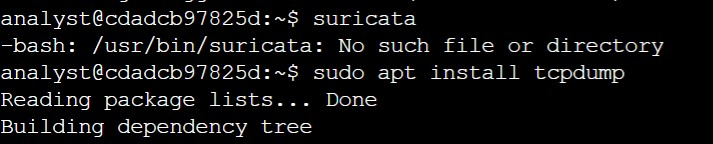 analyst@cdadcb97825d:~$ suricata
-bash: /usr/bin/suricata: No such file or directory
analyst@cdadcb97825d:~$ sudo apt install tcpdump
Reading package lists... Done
Building dependency tree